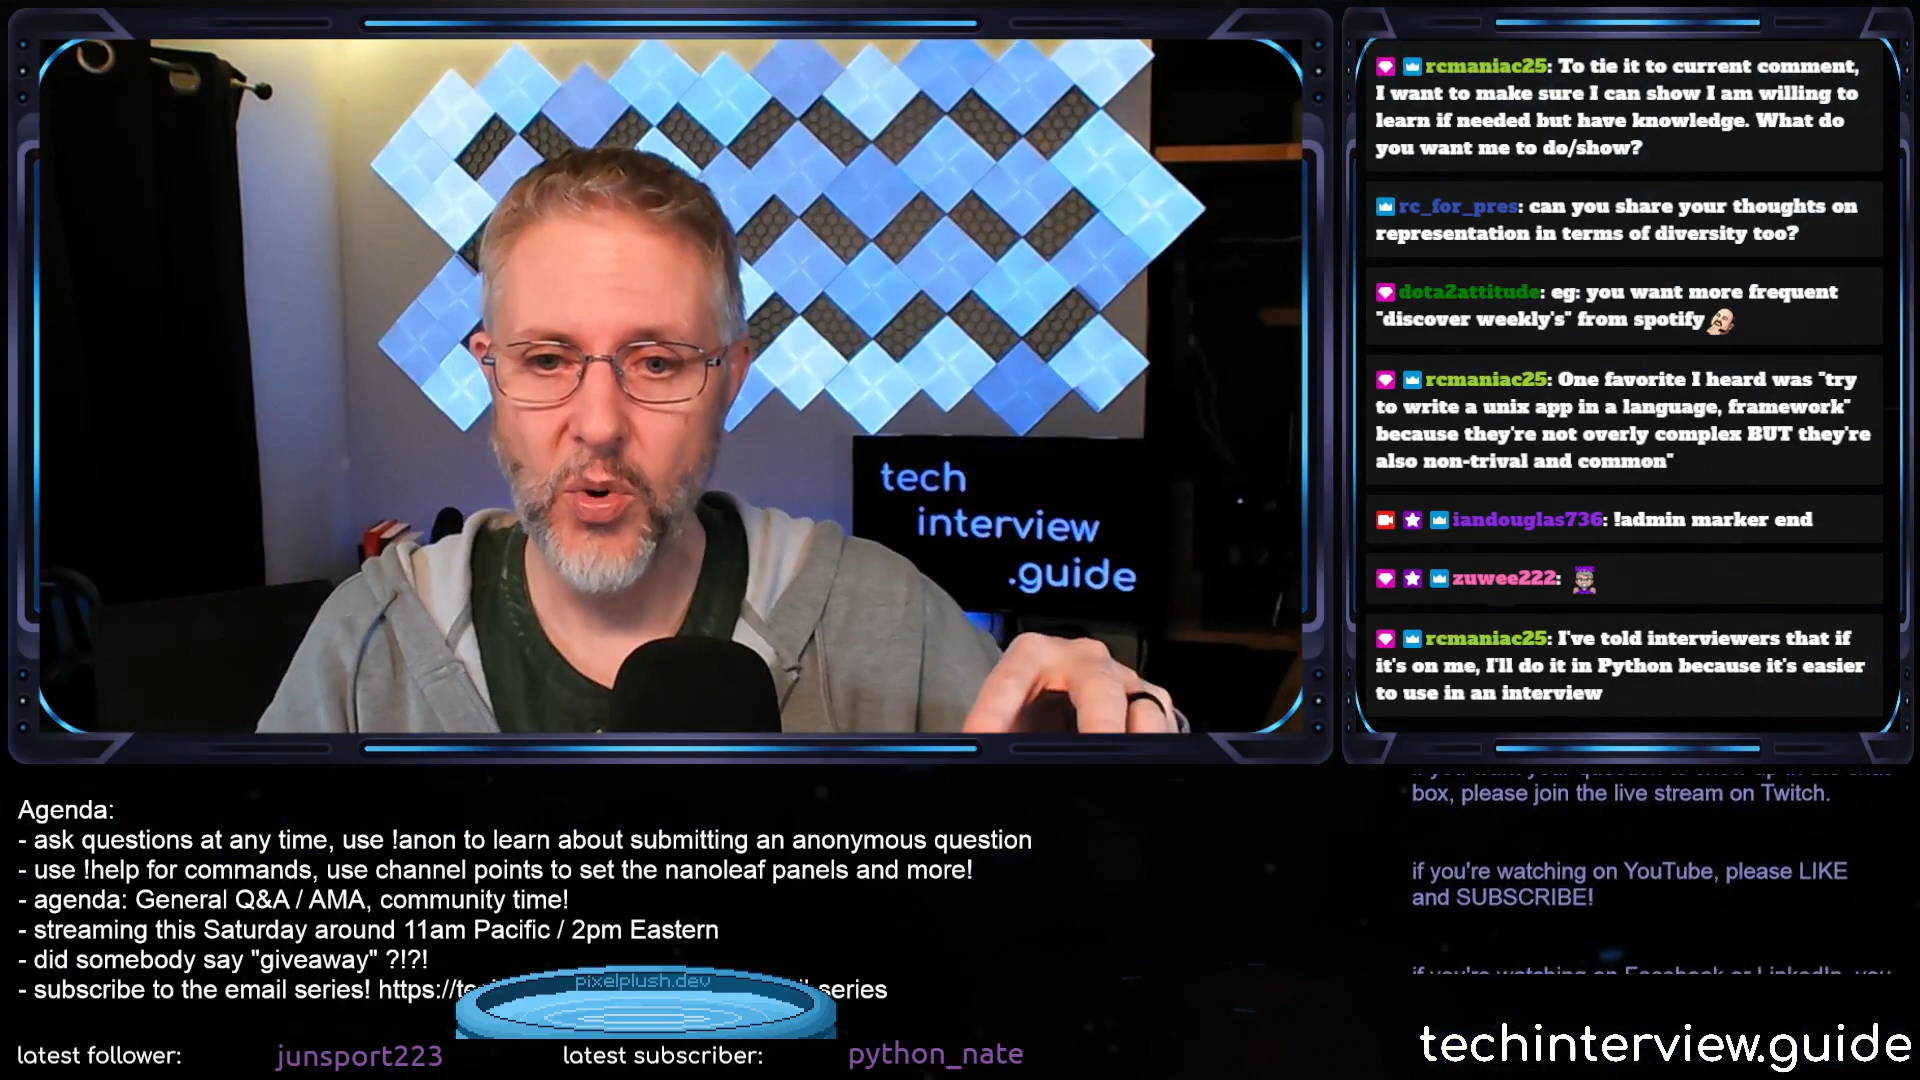 tech
interview
.guide
rcmaniac25: To tie it to current comment,
I want to make sure I can show I am willing to
learn if needed but have knowledge. What do
you want me to do/show?
rc_for_pres: can you share your thoughts on
representation in terms of diversity too?
dota2attitude: eg: you want more frequent
"discover weekly's" from spotify
rcmaniac25: One favorite I heard was "try
to write a unix app in a language, framework"
because they're not overly complex BUT they're
also non-trival and common"
iandouglas736: !admin marker end
zuwee222:
rcmaniac25: I've told interviewers that if
it's on me, I'll do it in Python because it's easier
to use in an interview
Agenda:
- ask questions at any time, use !anon to learn about submitting an anonymous question
- use !help for commands, use channel points to set the nanoleaf panels and more!
- agenda: General Q&A / AMA, community time!
- streaming this Saturday around 11am Pacific / 2pm Eastern
- did somebody say "giveaway" ?!?!
- subscribe to the email series! https://te series
pixelplush.dev
latest follower: junsport223 latest subscriber: python_nate
box, please join the live stream on Twitch.
if you're watching on YouTube, please LIKE
and SUBSCRIBE!
if you're watching on Facebook or LinkedIn, you
techinterview.guide